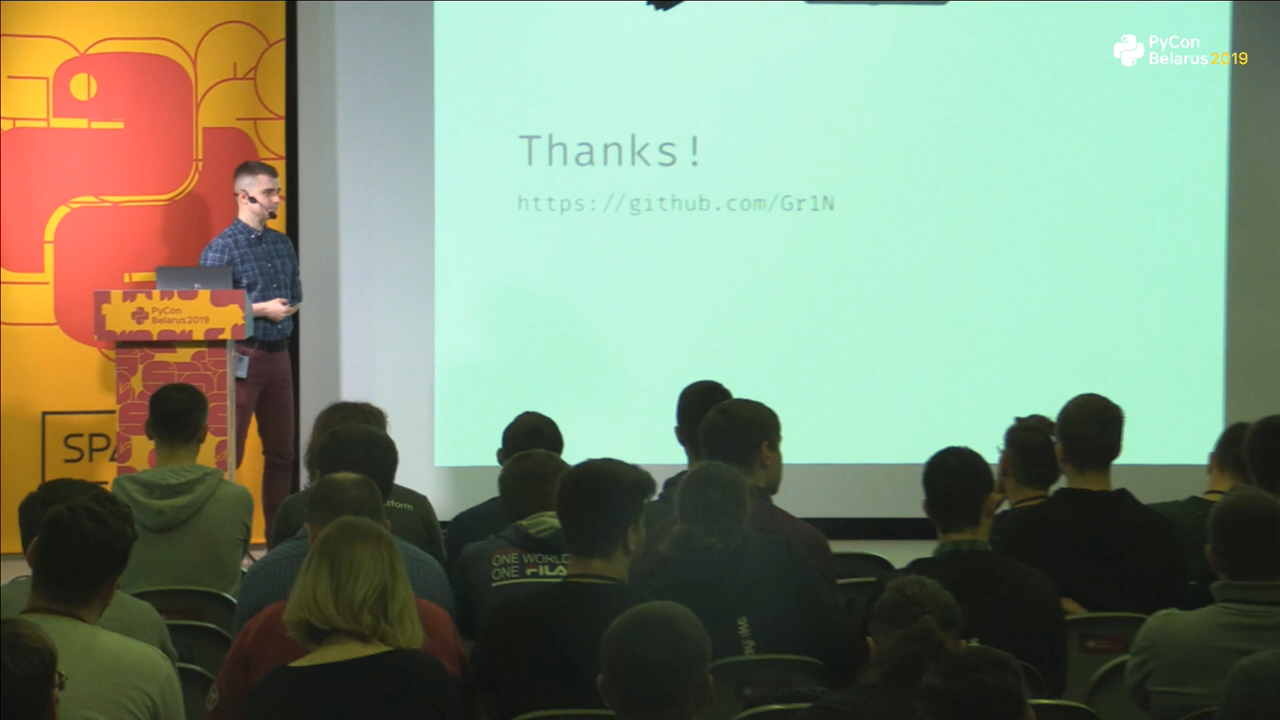 PyCon
Belarus 2019
Thanks!
https://github.com/Gr1N
PyCon
Belarus 2019
ONE WORLD
ONE FILA